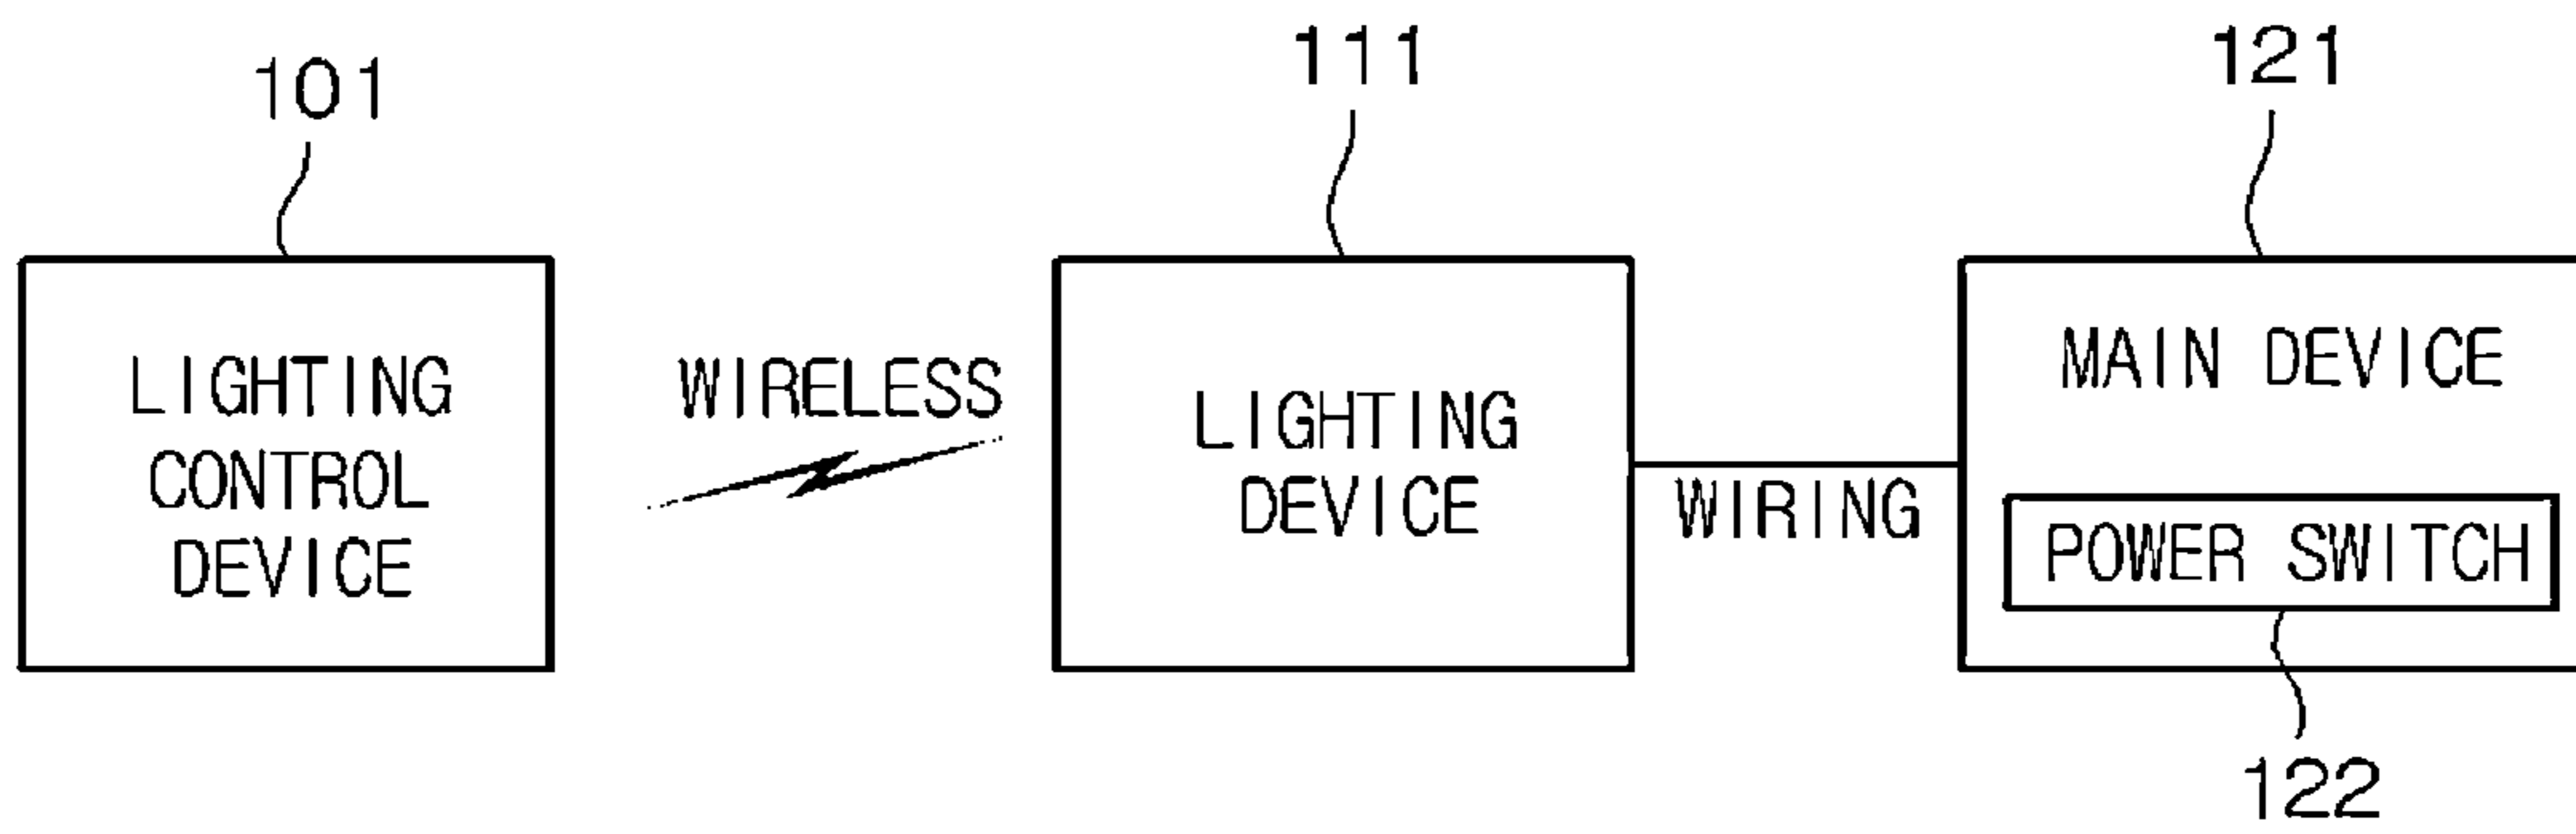 101
111
121
LIGHTING
CONTROL
DEVICE
WIRELESS
LIGHTING
DEVICE
WIRING
MAIN DEVICE
POWER SWITCH
122